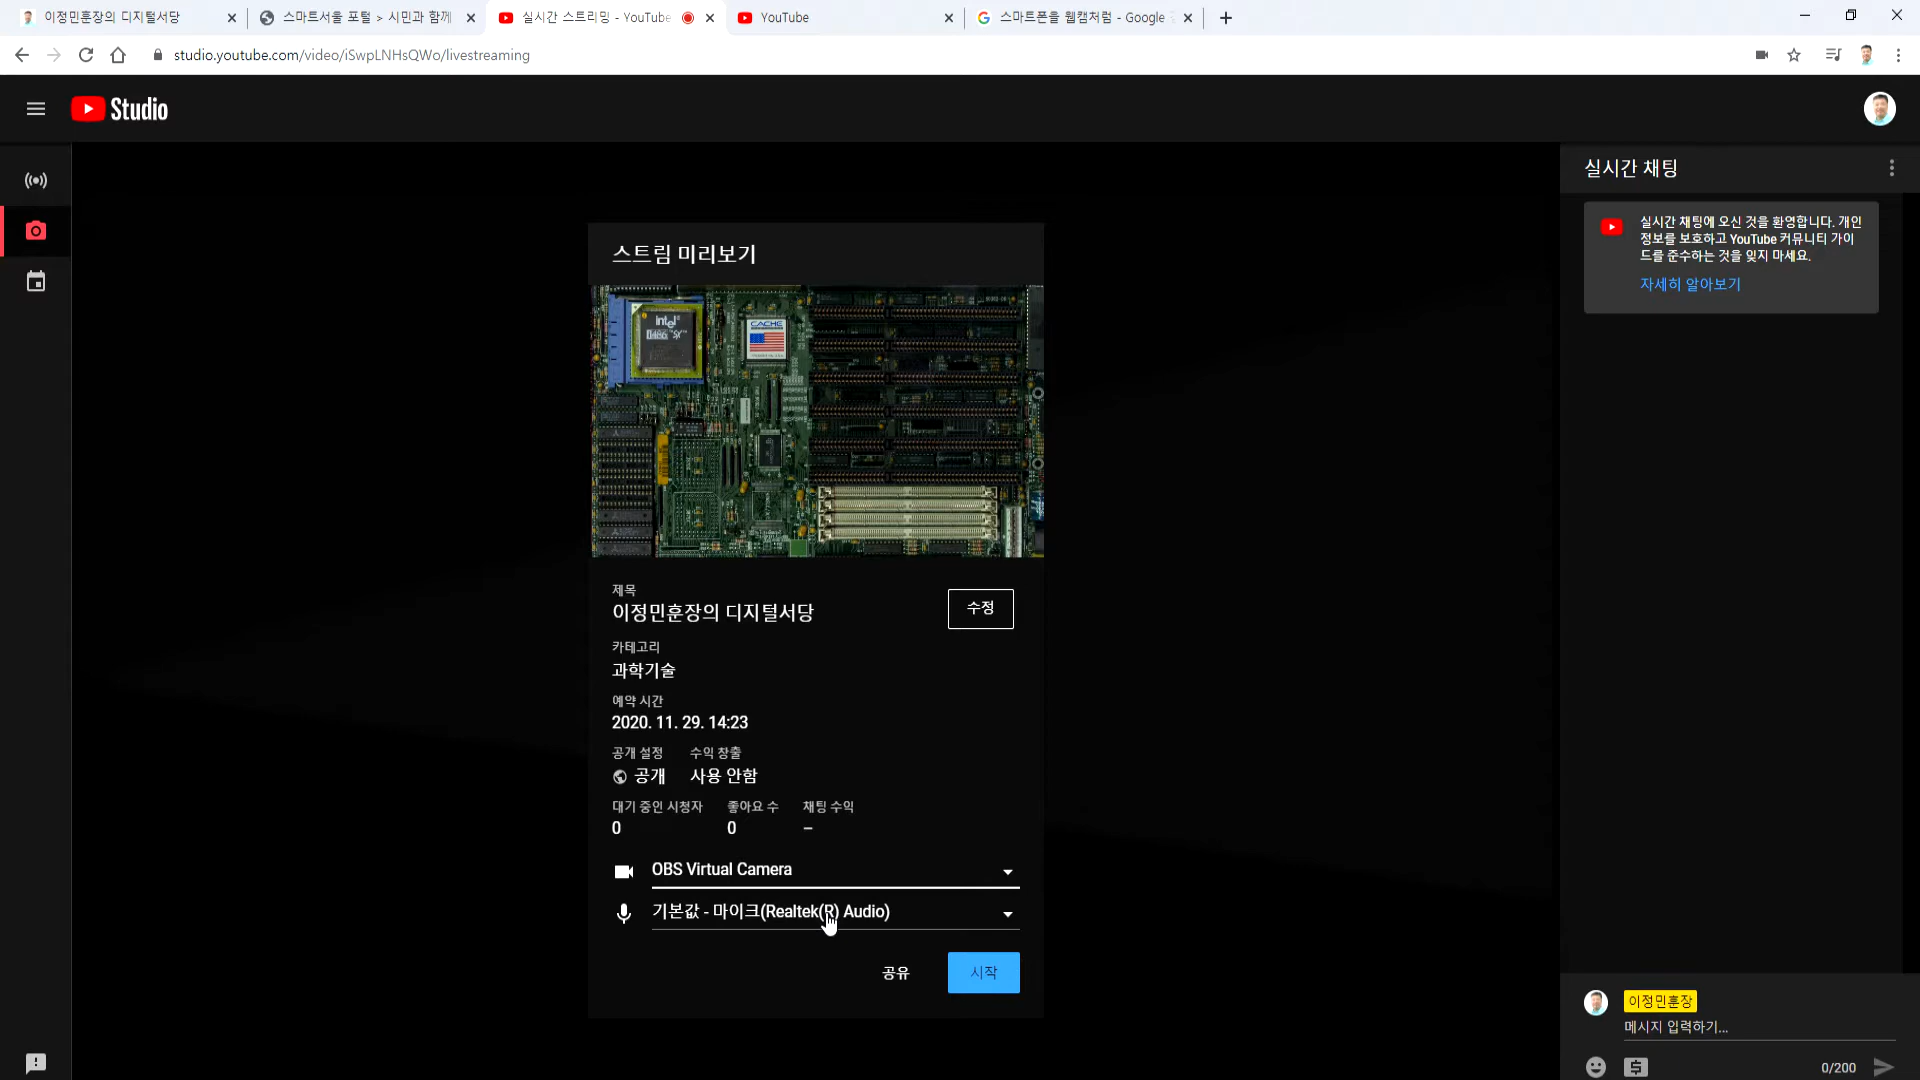 이정민훈장의 디지털서당
스마트서울 포털 > 시민과 함께
실시간 스트리밍 - YouTube
YouTube
스마트폰을 웹캠처럼 - Google
studio.youtube.com/video/iSwpLNHsQWo/livestreaming
Studio
실시간 채팅
실시간 채팅에 오신 것을 환영합니다. 개인
정보를 보호하고 YouTube 커뮤니티 가이
드를 준수하는 것을 잊지 마세요.
자세히 알아보기
스트림 미리보기
intel
i486 SX
CACHE
제목
이정민훈장의 디지털서당
수정
카테고리
과학기술
예약 시간
2020. 11. 29. 14:23
공개 설정 수익 창출
공개 사용 안함
대기 중인 시청자 좋아요 수 채팅 수익
0 0 –
OBS Virtual Camera
기본값 - 마이크(Realtek(R) Audio)
공유 시작
이정민훈장
메시지 입력하기...
0/200